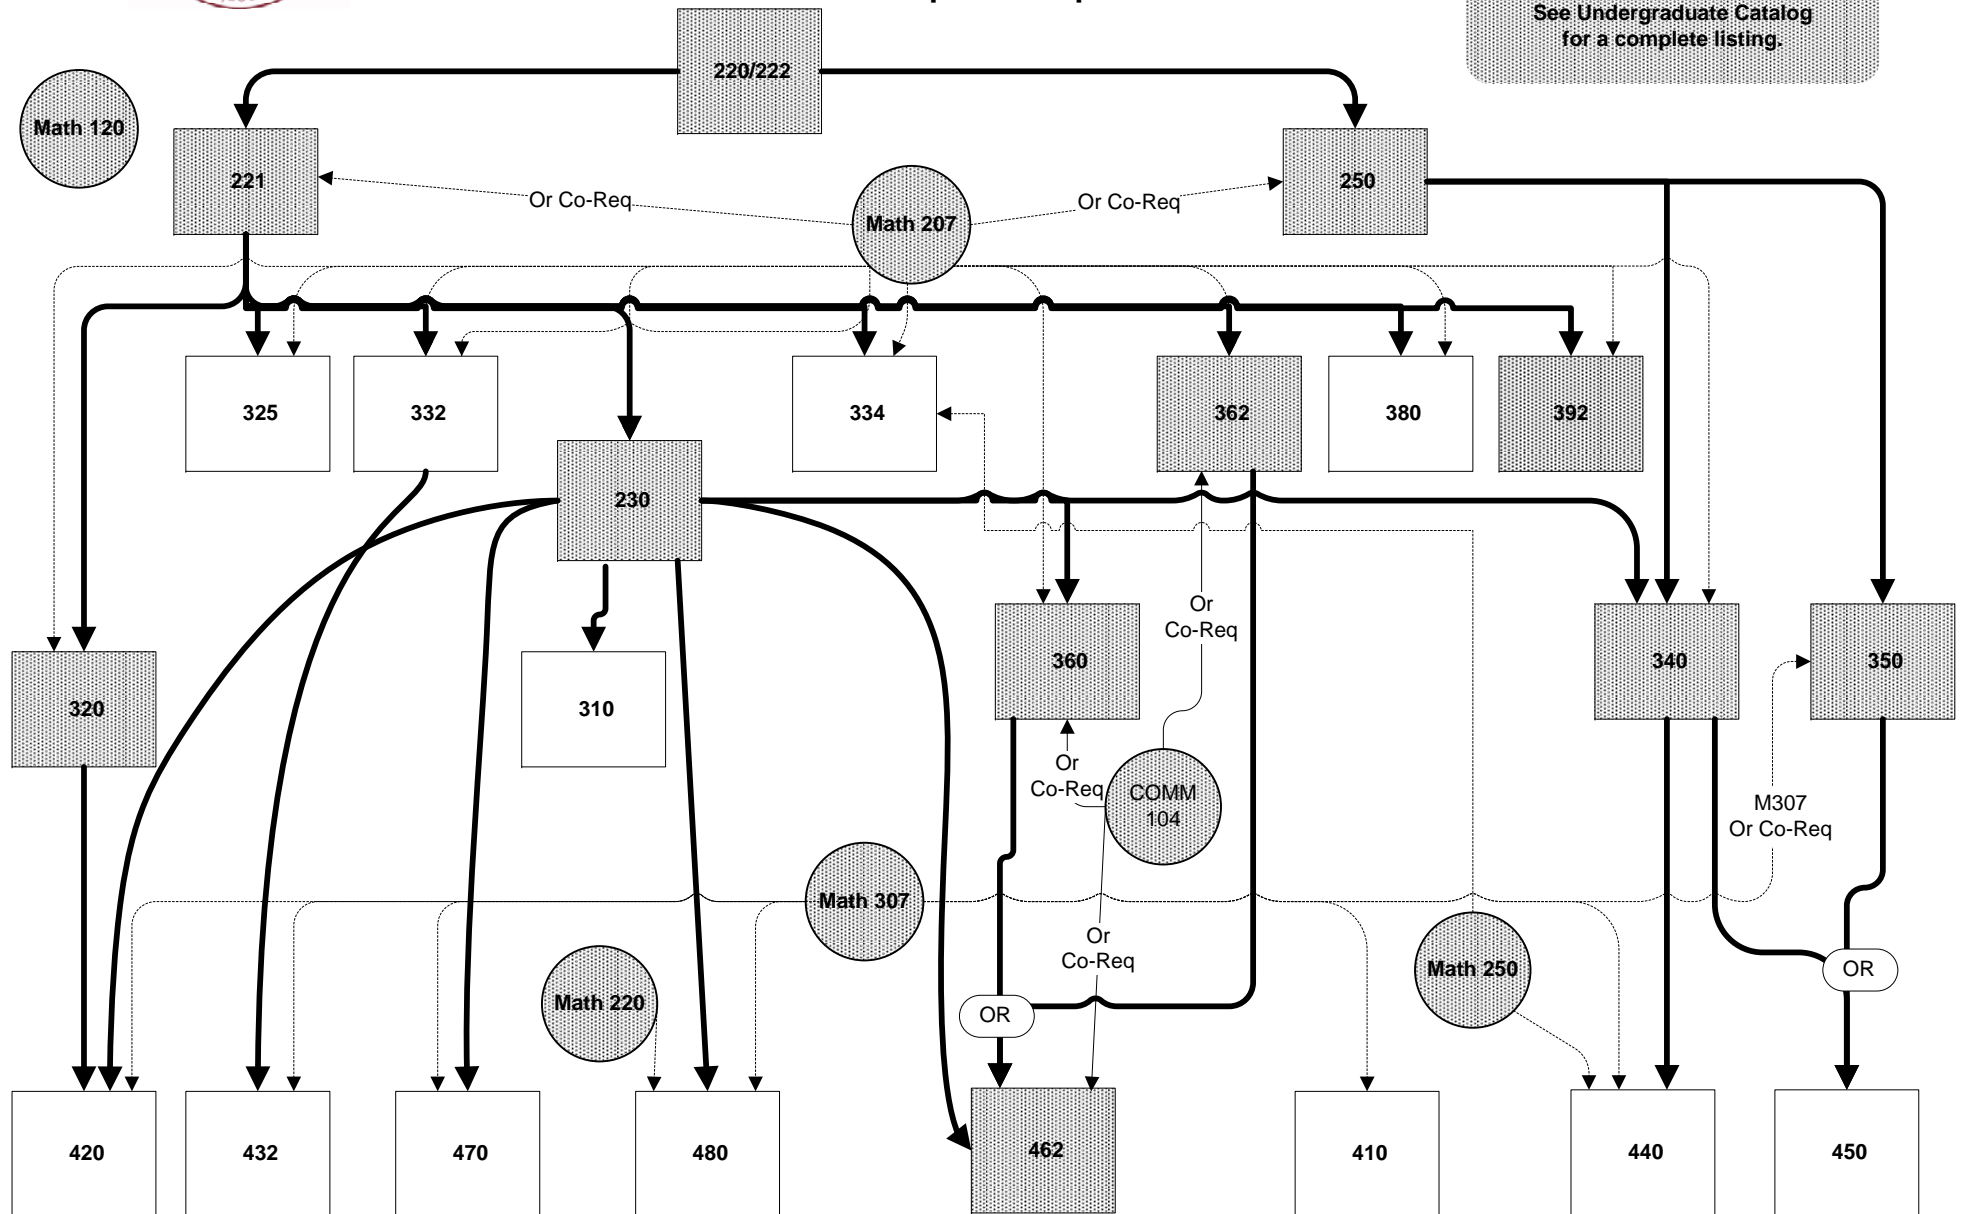 See Undergraduate Catalog
for a complete listing.
220/222
Math 120
221
250
Or Co-Req
Or Co-Req
Math 207
325
332
334
362
380
392
230
Or
Co-Req
360
340
350
320
310
Or
Co-Req
COMM
104
M307
Or Co-Req
Math 307
Or
Co-Req
Math 250
OR
Math 220
OR
420
432
470
480
462
410
440
450